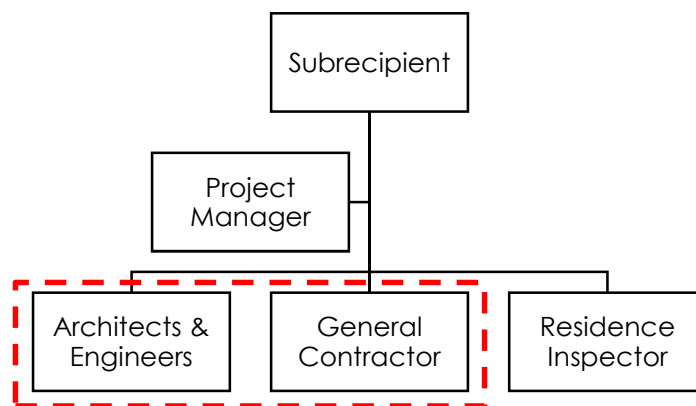 Subrecipient
Project
Manager
Architects &
Engineers
General
Contractor
Residence
Inspector